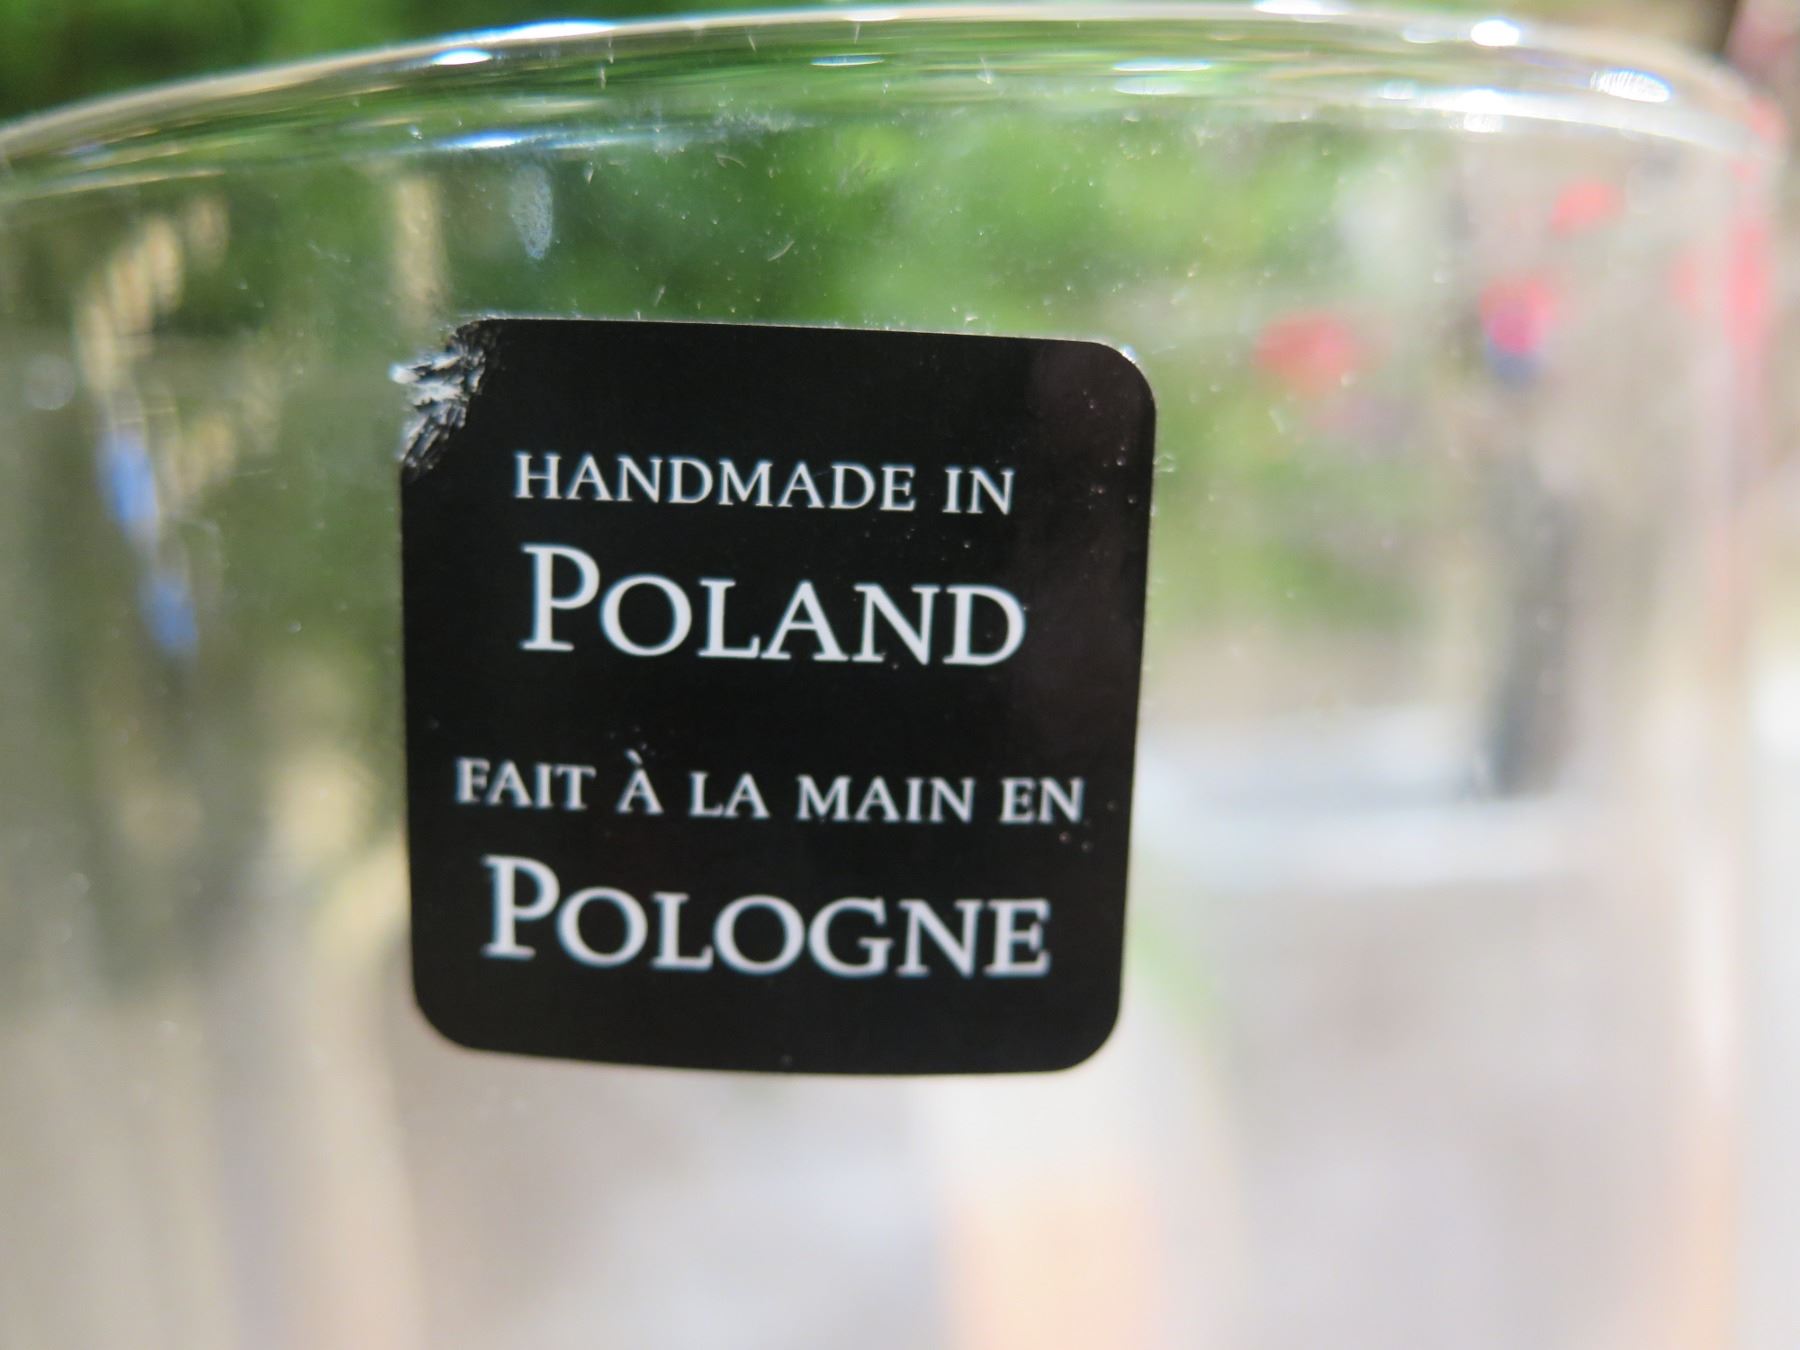 HANDMADE IN
POLAND
FAIT À LA MAIN EN
POLOGNE